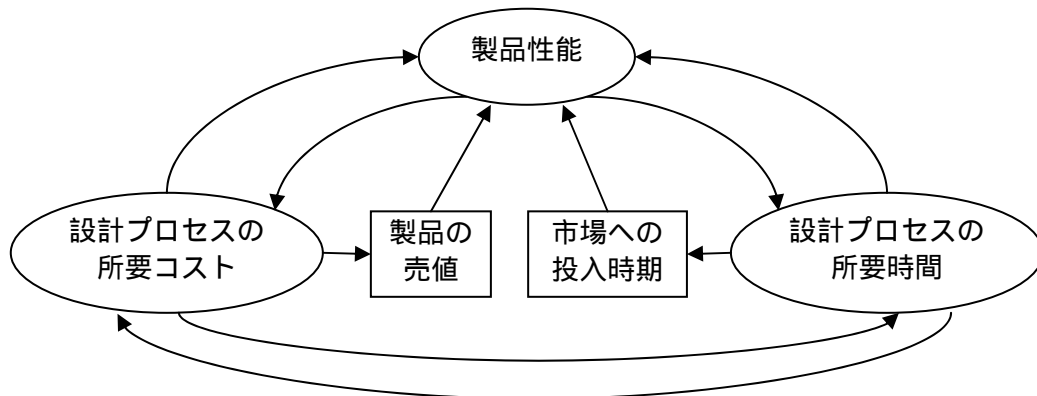 製品性能
設計プロセスの
所要コスト
製品の
売値
市場への
投入時期
設計プロセスの
所要時間